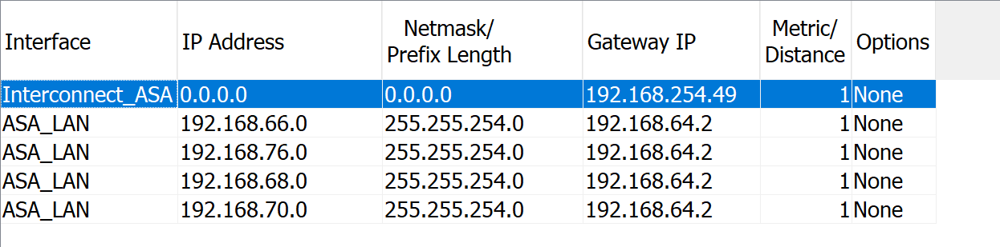 Interface IP Address Netmask/ Prefix Length Gateway IP Metric/ Distance Options
Interconnect_ASA 0.0.0.0 0.0.0.0 192.168.254.49 1 None
ASA_LAN 192.168.66.0 255.255.254.0 192.168.64.2 1 None
ASA_LAN 192.168.76.0 255.255.254.0 192.168.64.2 1 None
ASA_LAN 192.168.68.0 255.255.254.0 192.168.64.2 1 None
ASA_LAN 192.168.70.0 255.255.254.0 192.168.64.2 1 None